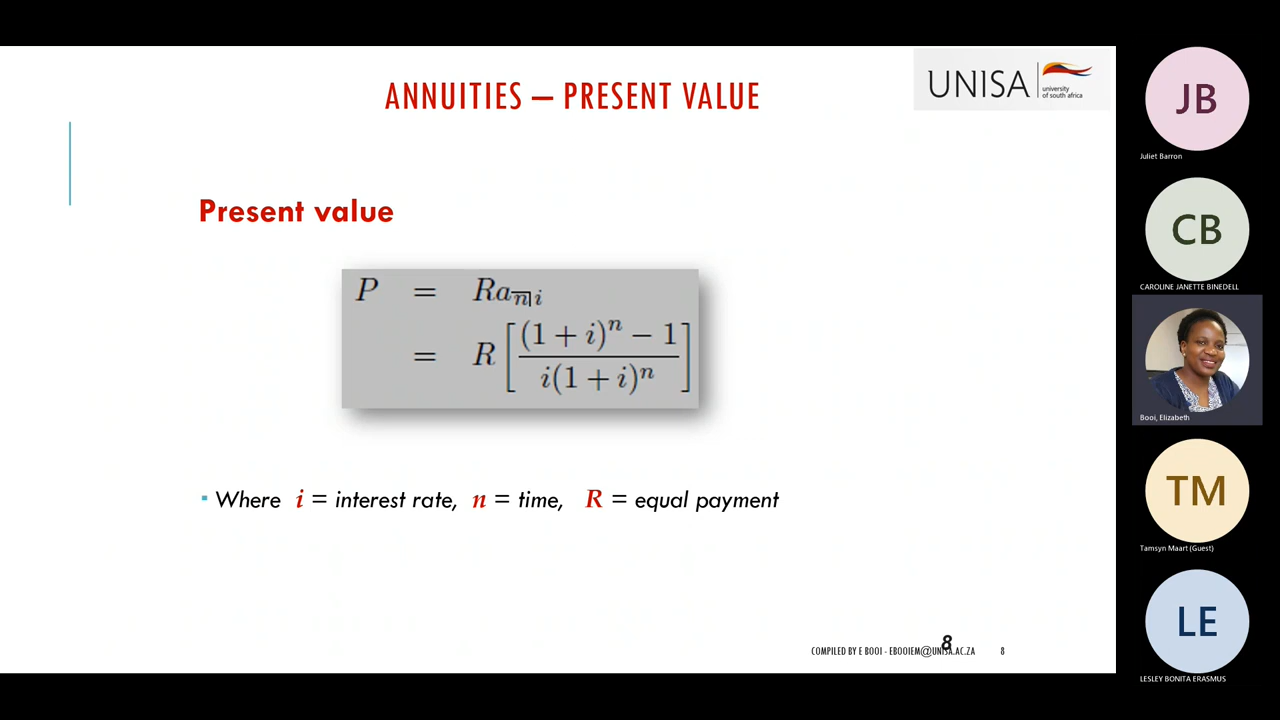 ANNUITIES – PRESENT VALUE
UNISA
university
of south africa
Present value
P = Ra n̅| i
= R [ (1 + i)^n − 1 / i(1 + i)^n ]
▪ Where i = interest rate, n = time, R = equal payment
8
COMPILED BY E BOOI - EBOOIEM@UNISA.AC.ZA 8
JB
Juliet Barron
CB
CAROLINE JANETTE BINEDELL
Booi, Elizabeth
TM
Tamsyn Maart (Guest)
LE
LESLEY BONITA ERASMUS